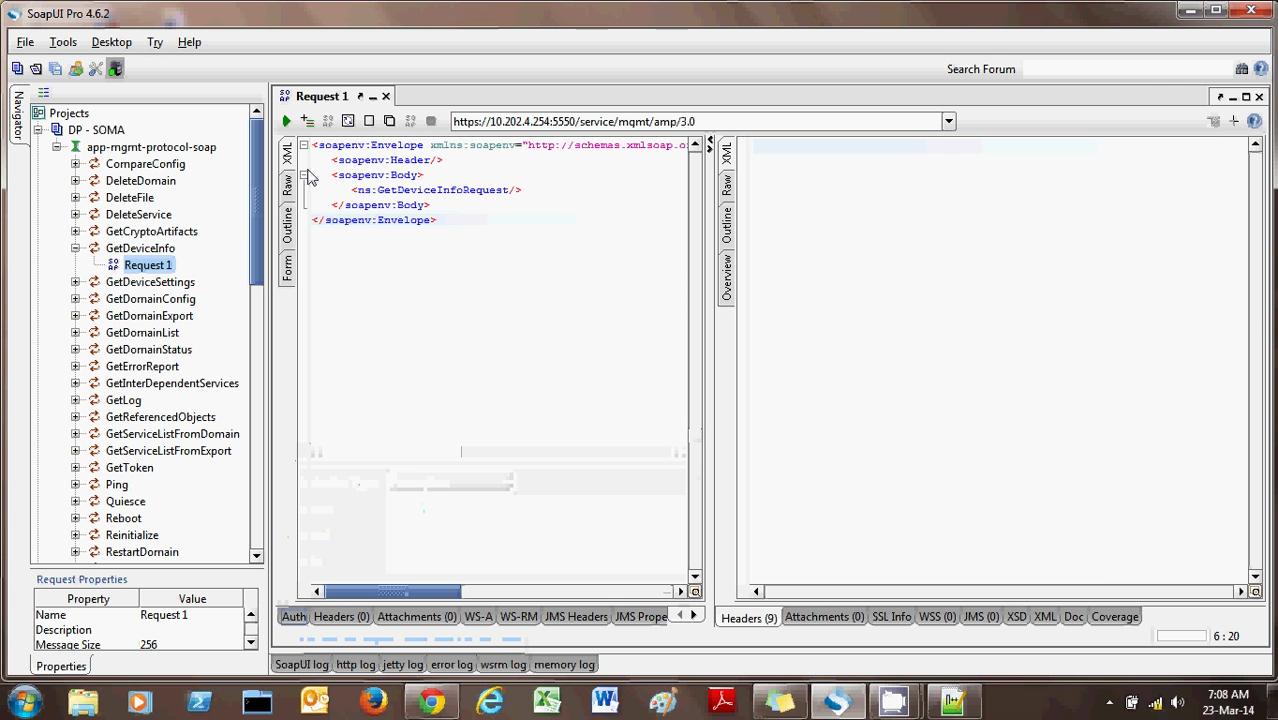 SoapUI Pro 4.6.2
File Tools Desktop Try Help
Search Forum
Navigator
Projects
DP - SOMA
app-mgmt-protocol-soap
CompareConfig
DeleteDomain
DeleteFile
DeleteService
GetCryptoArtifacts
GetDeviceInfo
Request 1
GetDeviceSettings
GetDomainConfig
GetDomainExport
GetDomainList
GetDomainStatus
GetErrorReport
GetInterDependentServices
GetLog
GetReferencedObjects
GetServiceListFromDomain
GetServiceListFromExport
GetToken
Ping
Quiesce
Reboot
Reinitialize
RestartDomain
Request Properties
Property Value
Name Request 1
Description
Message Size 256
Properties
Request 1
https://10.202.4.254:5550/service/mgmt/amp/3.0
XML
Raw
Outline
Form
<soapenv:Envelope xmlns:soapenv="http://schemas.xmlsoap.o
<soapenv:Header/>
<soapenv:Body>
<ns:GetDeviceInfoRequest/>
</soapenv:Body>
</soapenv:Envelope>
Auth Headers (0) Attachments (0) WS-A WS-RM JMS Headers JMS Prope
XML
Raw
Outline
Overview
Headers (9) Attachments (0) SSL Info WSS (0) JMS (0) XSD XML Doc Coverage
6 : 20
SoapUI log http log jetty log error log wsrm log memory log
7:08 AM
23-Mar-14